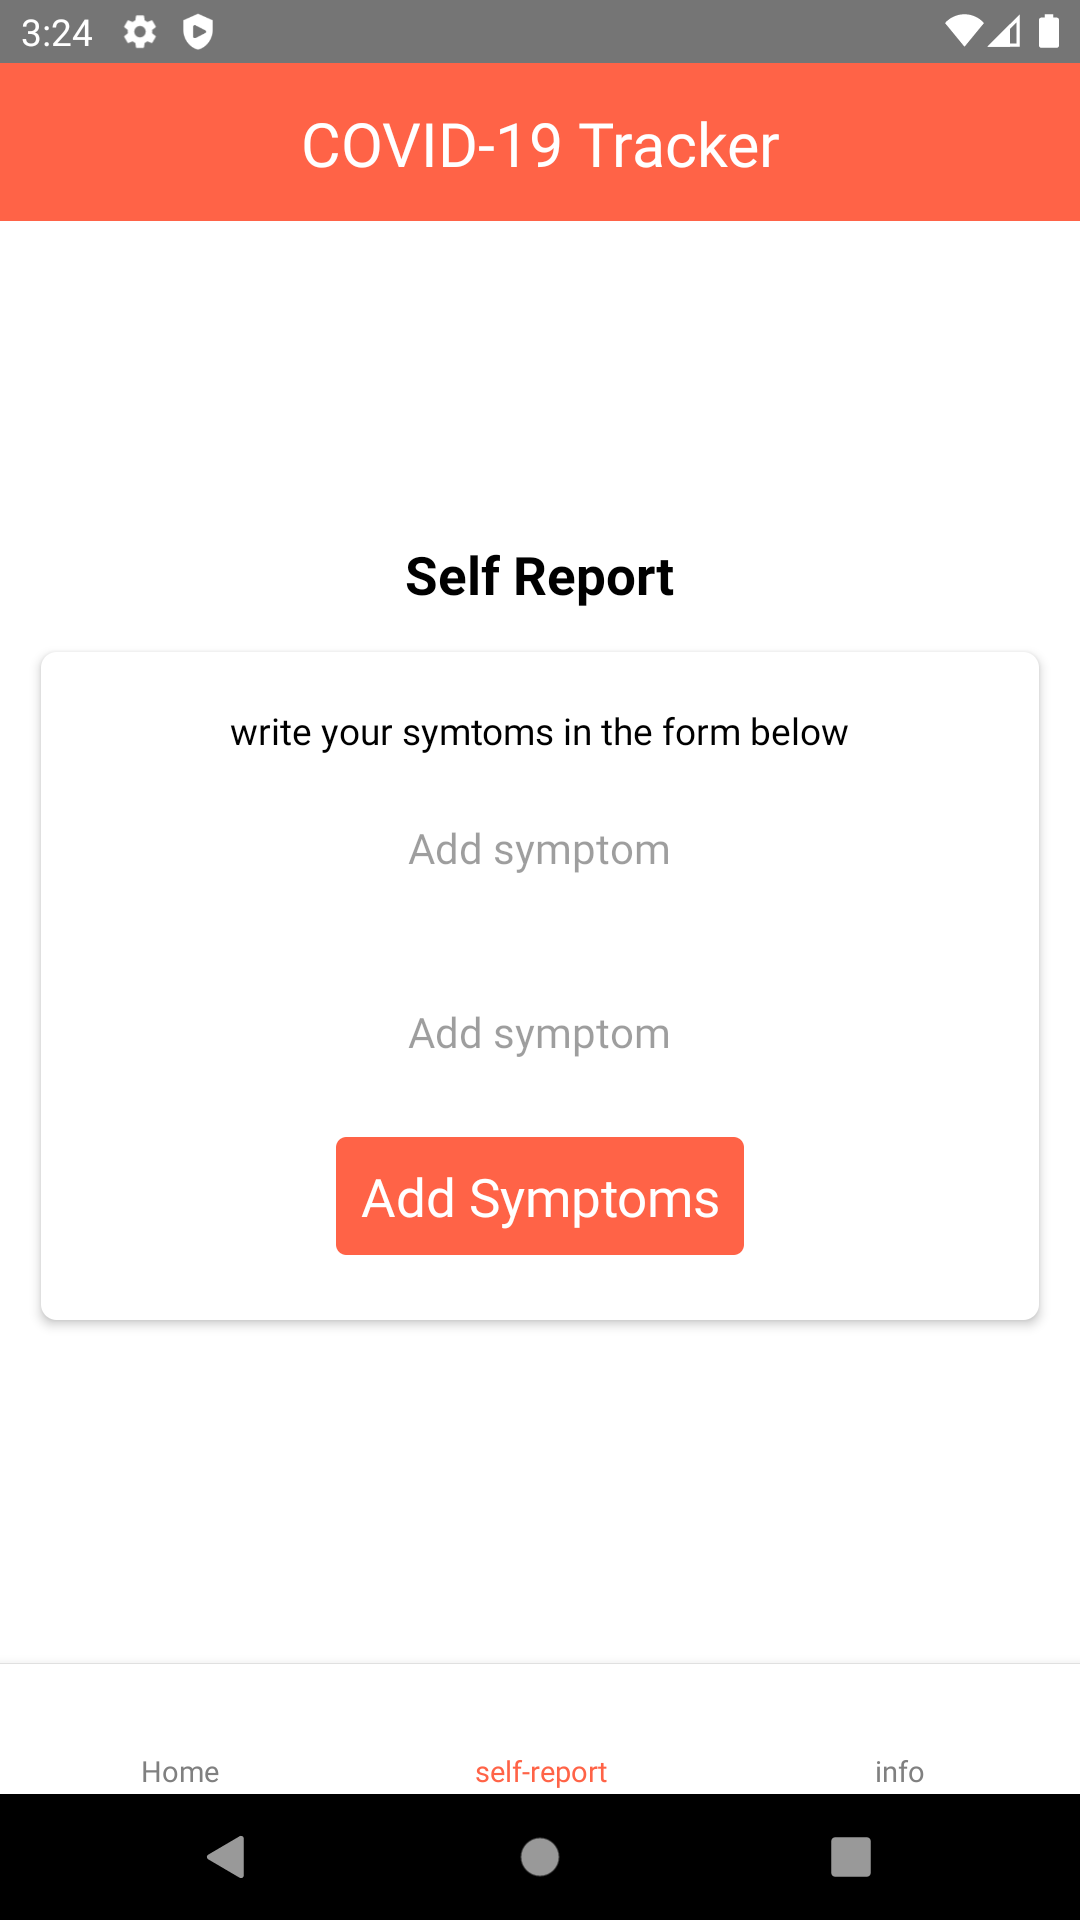 3:24
COVID-19 Tracker
Self Report
write your symtoms in the form below
Add symptom
Add symptom
Add Symptoms
Home
self-report
info